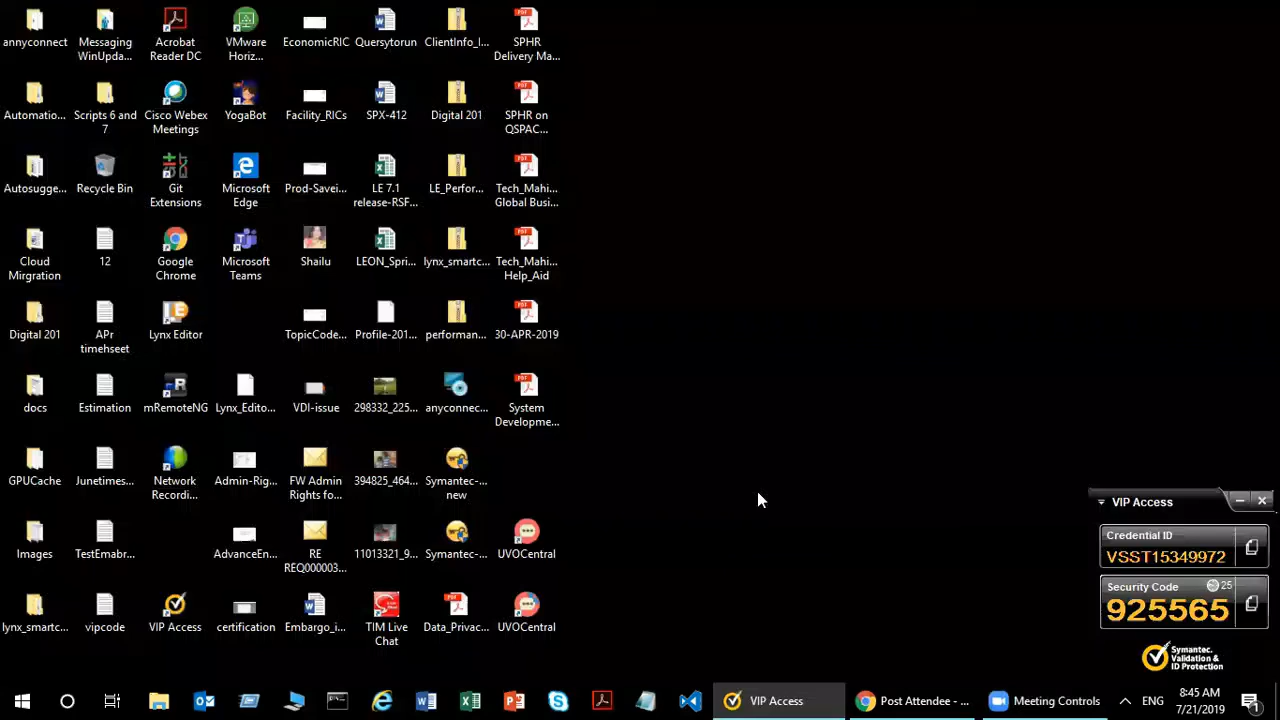 annyconnect
Messaging
WinUpda...
Acrobat
Reader DC
VMware
Horiz...
EconomicRIC
Quersytorun
ClientInfo_I...
SPHR
Delivery Ma...
Automatio...
Scripts 6 and
7
Cisco Webex
Meetings
YogaBot
Facility_RICs
SPX-412
Digital 201
SPHR on
QSPAC...
Autosugge...
Recycle Bin
Git
Extensions
Microsoft
Edge
Prod-Savei...
LE 7.1
release-RSF...
LE_Perfor...
Tech_Mahi...
Global Busi...
Cloud
Mirgration
12
Google
Chrome
Microsoft
Teams
Shailu
LEON_Spri...
lynx_smartc...
Tech_Mahi...
Help_Aid
Digital 201
APr
timehseet
Lynx Editor
TopicCode...
Profile-201...
performan...
30-APR-2019
docs
Estimation
mRemoteNG
Lynx_Edito...
VDI-issue
298332_225...
anyconnec...
System
Developme...
GPUCache
Junetimes...
Network
Recordi...
Admin-Rig...
FW Admin
Rights fo...
394825_464...
Symantec-...
new
Images
TestEmabr...
AdvanceEn...
RE
REQ000003...
11013321_9...
Symantec-...
UVOCentral
lynx_smartc...
vipcode
VIP Access
certification
Embargo_i...
TIM Live
Chat
Data_Privac...
UVOCentral
VIP Access
Credential ID
VSST15349972
Security Code
25
925565
Symantec.
Validation &
ID Protection
VIP Access
Post Attendee - ...
Meeting Controls
ENG
8:45 AM
7/21/2019